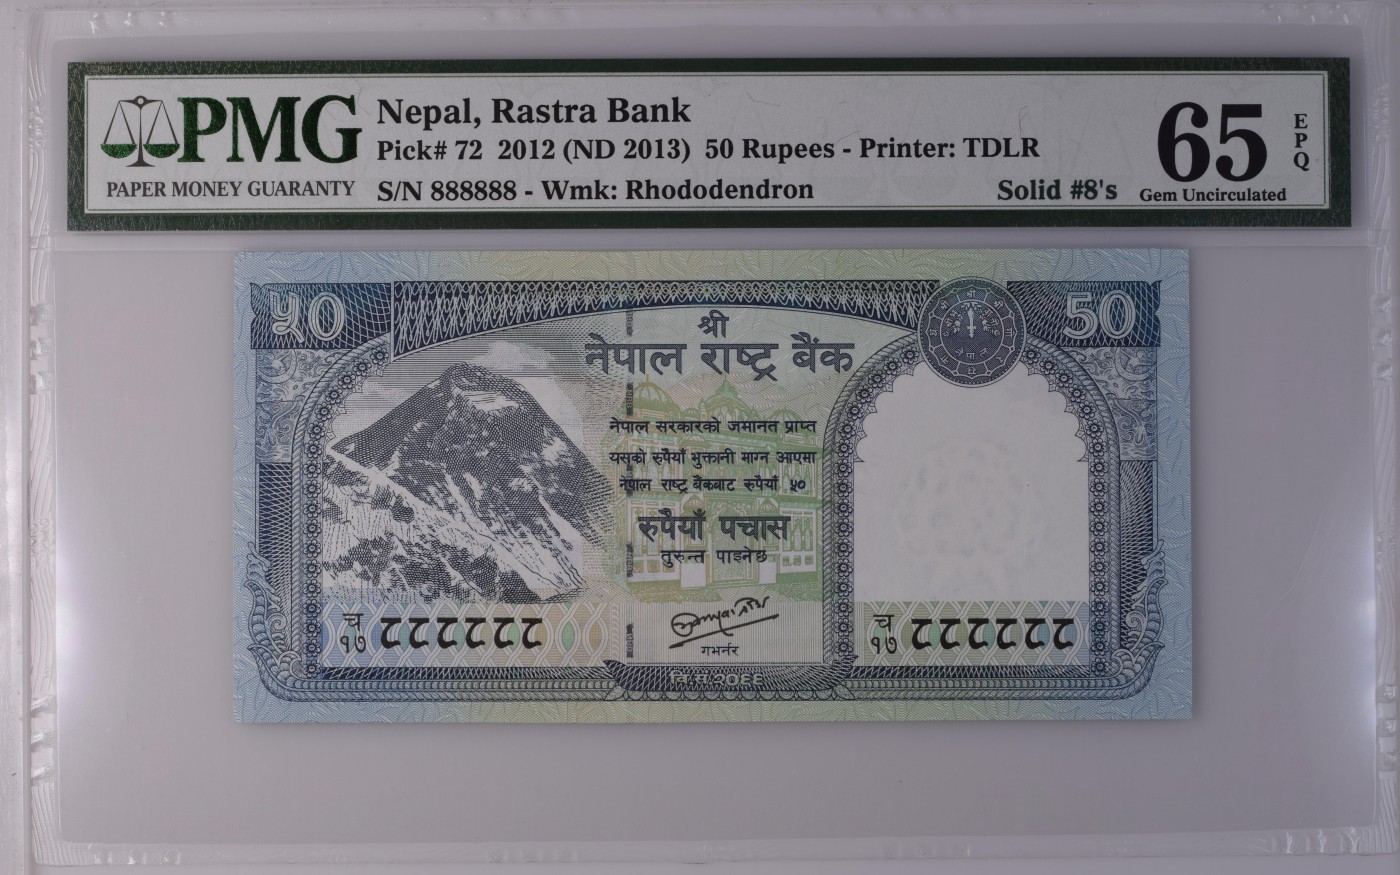 PMG
PAPER MONEY GUARANTY
Nepal, Rastra Bank
Pick# 72 2012 (ND 2013) 50 Rupees - Printer: TDLR
S/N 888888 - Wmk: Rhododendron
Solid #8's
65
EPQ
Gem Uncirculated
५०
50
श्री
नेपाल राष्ट्र बैंक
नेपाल सरकारको जमानत प्राप्त
यसको रुपैयाँ भुक्तानी माग्न आएमा
नेपाल राष्ट्र बैंकबाट रुपैयाँ ५०
रुपैयाँ पचास
तुरुन्त पाइनेछ
च
१७ ८८८८८८
गभर्नर
च
१७ ८८८८८८